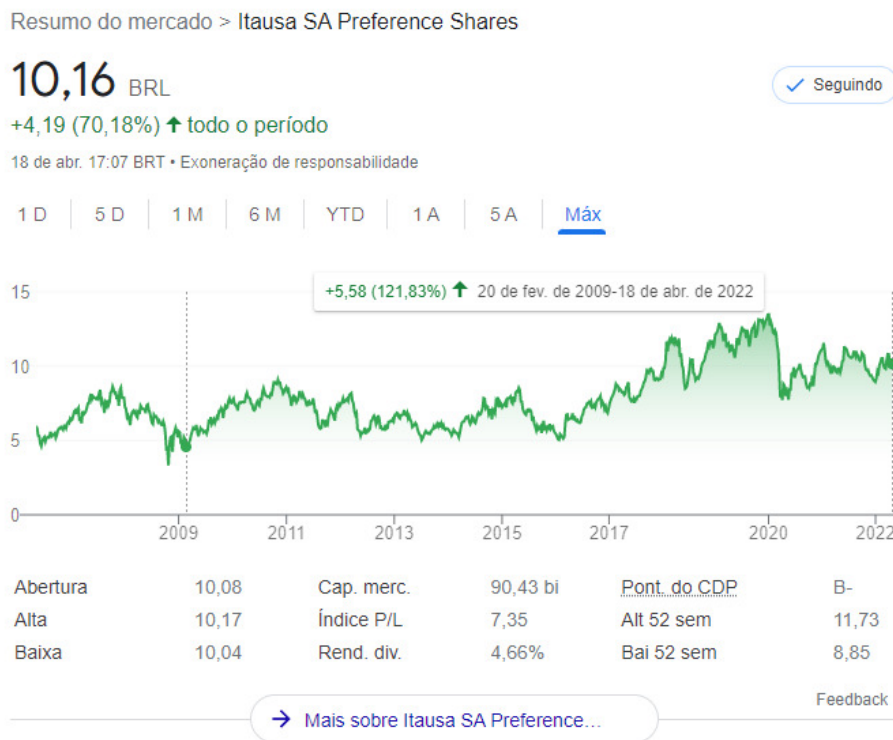 Resumo do mercado > Itausa SA Preference Shares
10,16 BRL
Seguindo
+4,19 (70,18%) ↑ todo o período
18 de abr. 17:07 BRT • Exoneração de responsabilidade
1 D 5 D 1 M 6 M YTD 1 A 5 A Máx
+5,58 (121,83%) ↑ 20 de fev. de 2009-18 de abr. de 2022
15
10
5
0
2009 2011 2013 2015 2017 2020 2022
Abertura 10,08 Cap. merc. 90,43 bi Pont. do CDP B-
Alta 10,17 Índice P/L 7,35 Alt 52 sem 11,73
Baixa 10,04 Rend. div. 4,66% Bai 52 sem 8,85
Feedback
→ Mais sobre Itausa SA Preference...